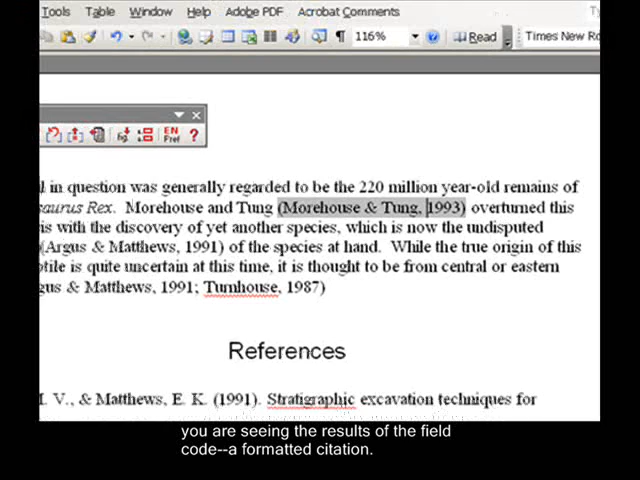 Tools Table Window Help Adobe PDF Acrobat Comments
116% Read Times New Ro
EN
fig. Pref ?
in question was generally regarded to be the 220 million year-old remains of
saurus Rex. Morehouse and Tung (Morehouse & Tung, 1993) overturned this
is with the discovery of yet another species, which is now the undisputed
(Argus & Matthews, 1991) of the species at hand. While the true origin of this
ptile is quite uncertain at this time, it is thought to be from central or eastern
gus & Matthews, 1991; Turnhouse, 1987)
References
. V., & Matthews, E. K. (1991). Stratigraphic excavation techniques for
you are seeing the results of the field
code--a formatted citation.